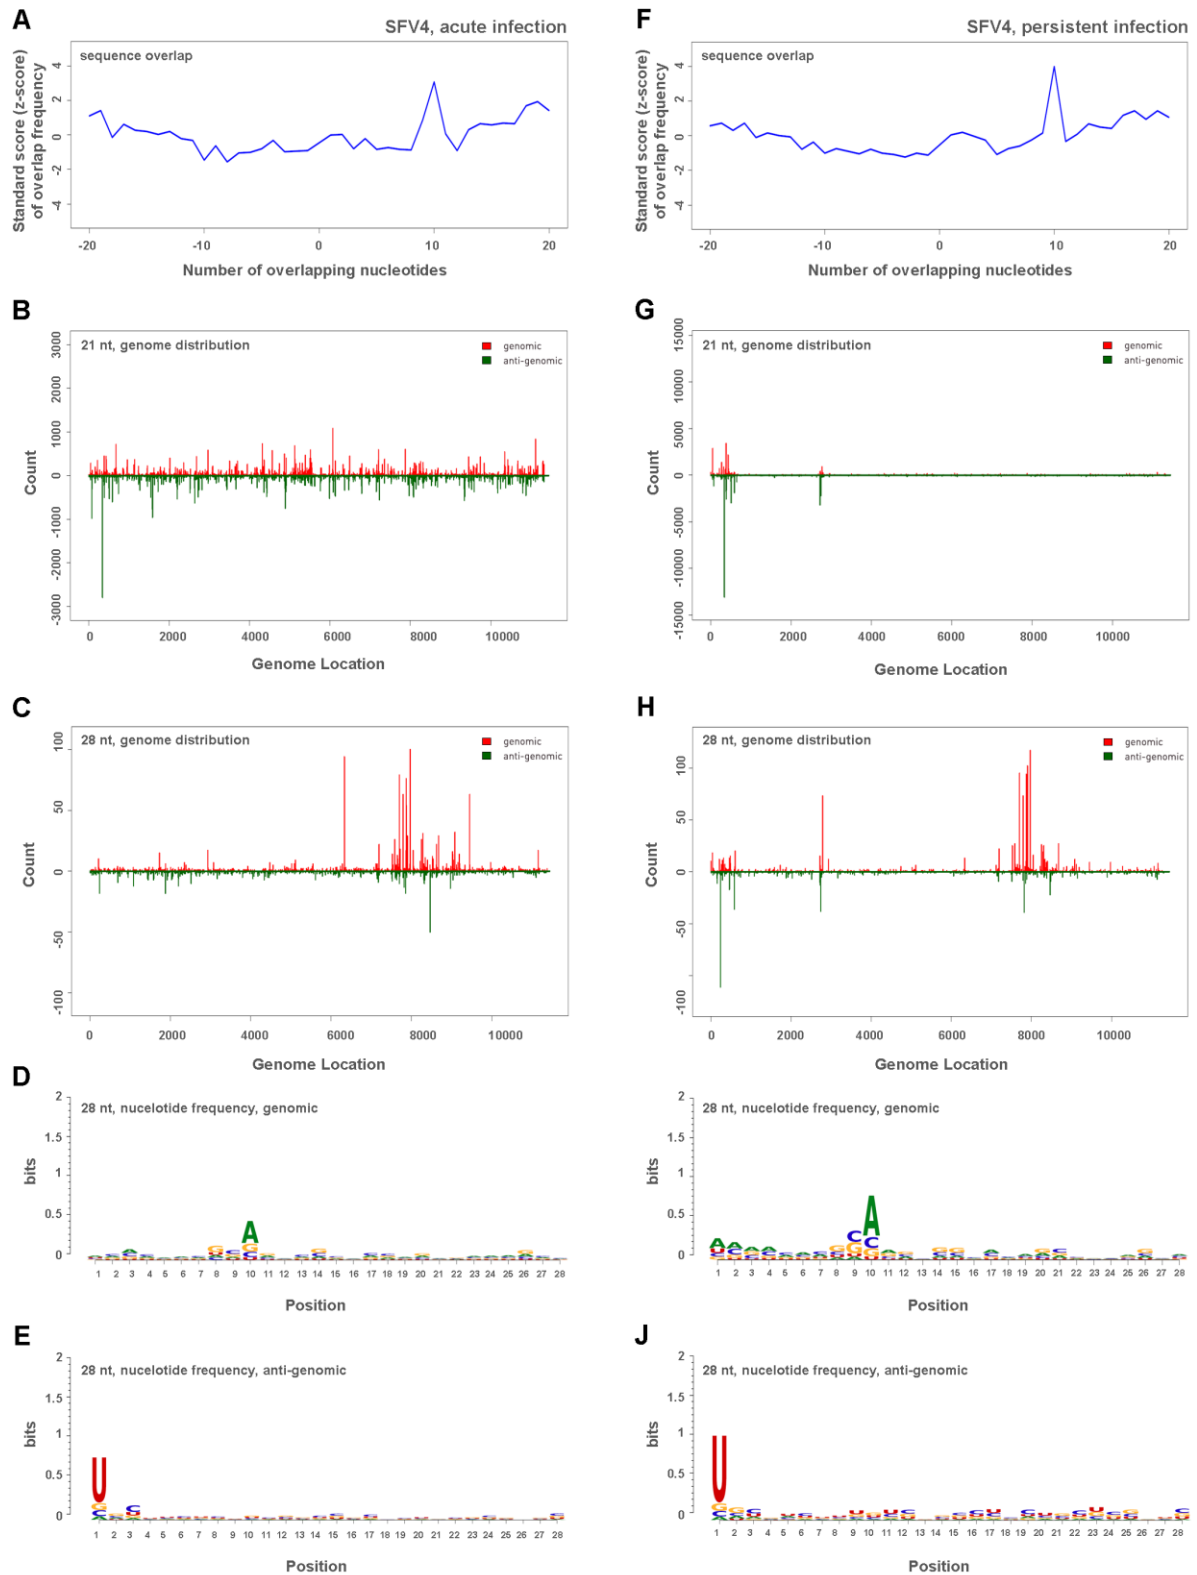 A
SFV4, acute infection
sequence overlap
Standard score (z-score)
of overlap frequency
4
2
0
-2
-4
-20
-10
0
10
20
Number of overlapping nucleotides
F
SFV4, persistent infection
sequence overlap
Standard score (z-score)
of overlap frequency
4
2
0
-2
-4
-20
-10
0
10
20
Number of overlapping nucleotides
B
21 nt, genome distribution
genomic
anti-genomic
Count
3000
2000
1000
0
-1000
-2000
-3000
0
2000
4000
6000
8000
10000
Genome Location
G
21 nt, genome distribution
genomic
anti-genomic
Count
15000
10000
5000
0
-5000
-10000
-15000
0
2000
4000
6000
8000
10000
Genome Location
C
28 nt, genome distribution
genomic
anti-genomic
Count
100
50
0
-50
-100
0
2000
4000
6000
8000
10000
Genome Location
H
28 nt, genome distribution
genomic
anti-genomic
Count
100
50
0
-50
-100
0
2000
4000
6000
8000
10000
Genome Location
D
28 nt, nucelotide frequency, genomic
bits
2
1.5
1
0.5
0
A
1 2 3 4 5 6 7 8 9 10 11 12 13 14 15 16 17 18 19 20 21 22 23 24 25 26 27 28
Position
28 nt, nucelotide frequency, genomic
bits
2
1.5
1
0.5
0
A
1 2 3 4 5 6 7 8 9 10 11 12 13 14 15 16 17 18 19 20 21 22 23 24 25 26 27 28
Position
E
28 nt, nucelotide frequency, anti-genomic
bits
2
1.5
1
0.5
0
U
1 2 3 4 5 6 7 8 9 10 11 12 13 14 15 16 17 18 19 20 21 22 23 24 25 26 27 28
Position
J
28 nt, nucelotide frequency, anti-genomic
bits
2
1.5
1
0.5
0
U
1 2 3 4 5 6 7 8 9 10 11 12 13 14 15 16 17 18 19 20 21 22 23 24 25 26 27 28
Position